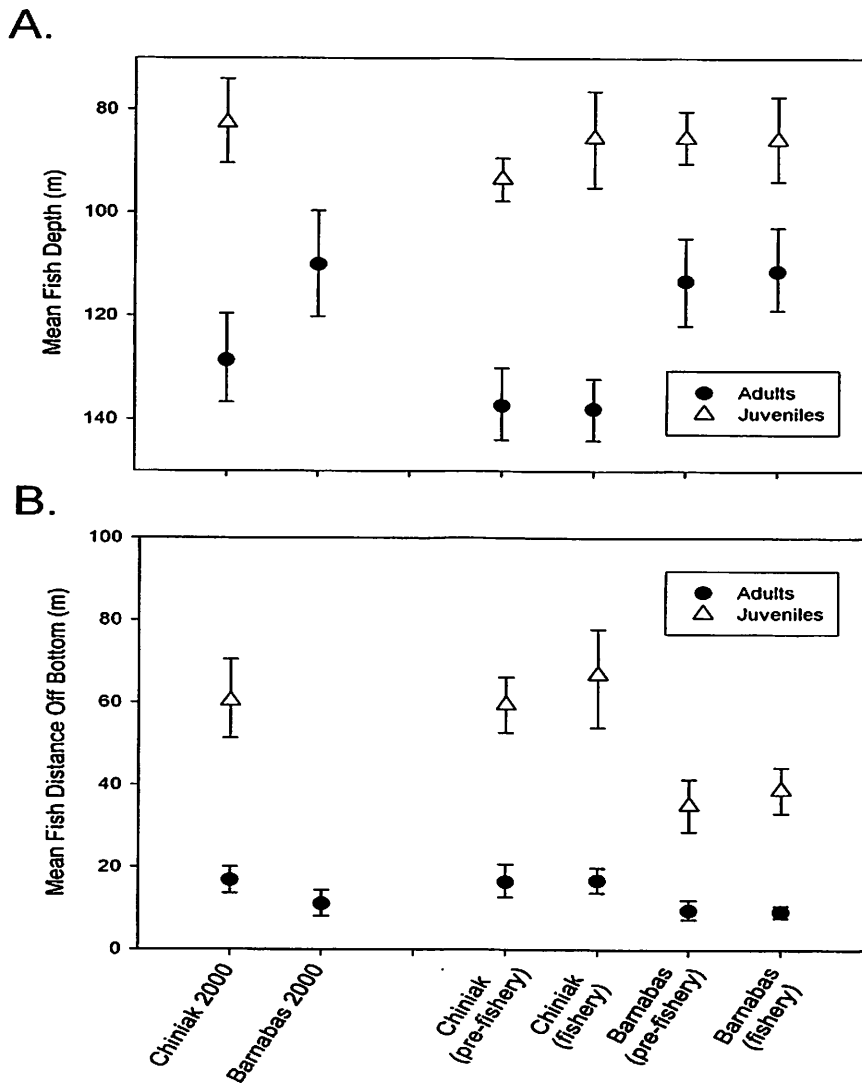 A.
Mean Fish Depth (m)
80
100
120
140
Adults
Juveniles
B.
Mean Fish Distance Off Bottom (m)
100
80
60
40
20
0
Adults
Juveniles
Chiniak 2000
Barnabas 2000
Chiniak
(pre-fishery)
Chiniak
(fishery)
Barnabas
(pre-fishery)
Barnabas
(fishery)